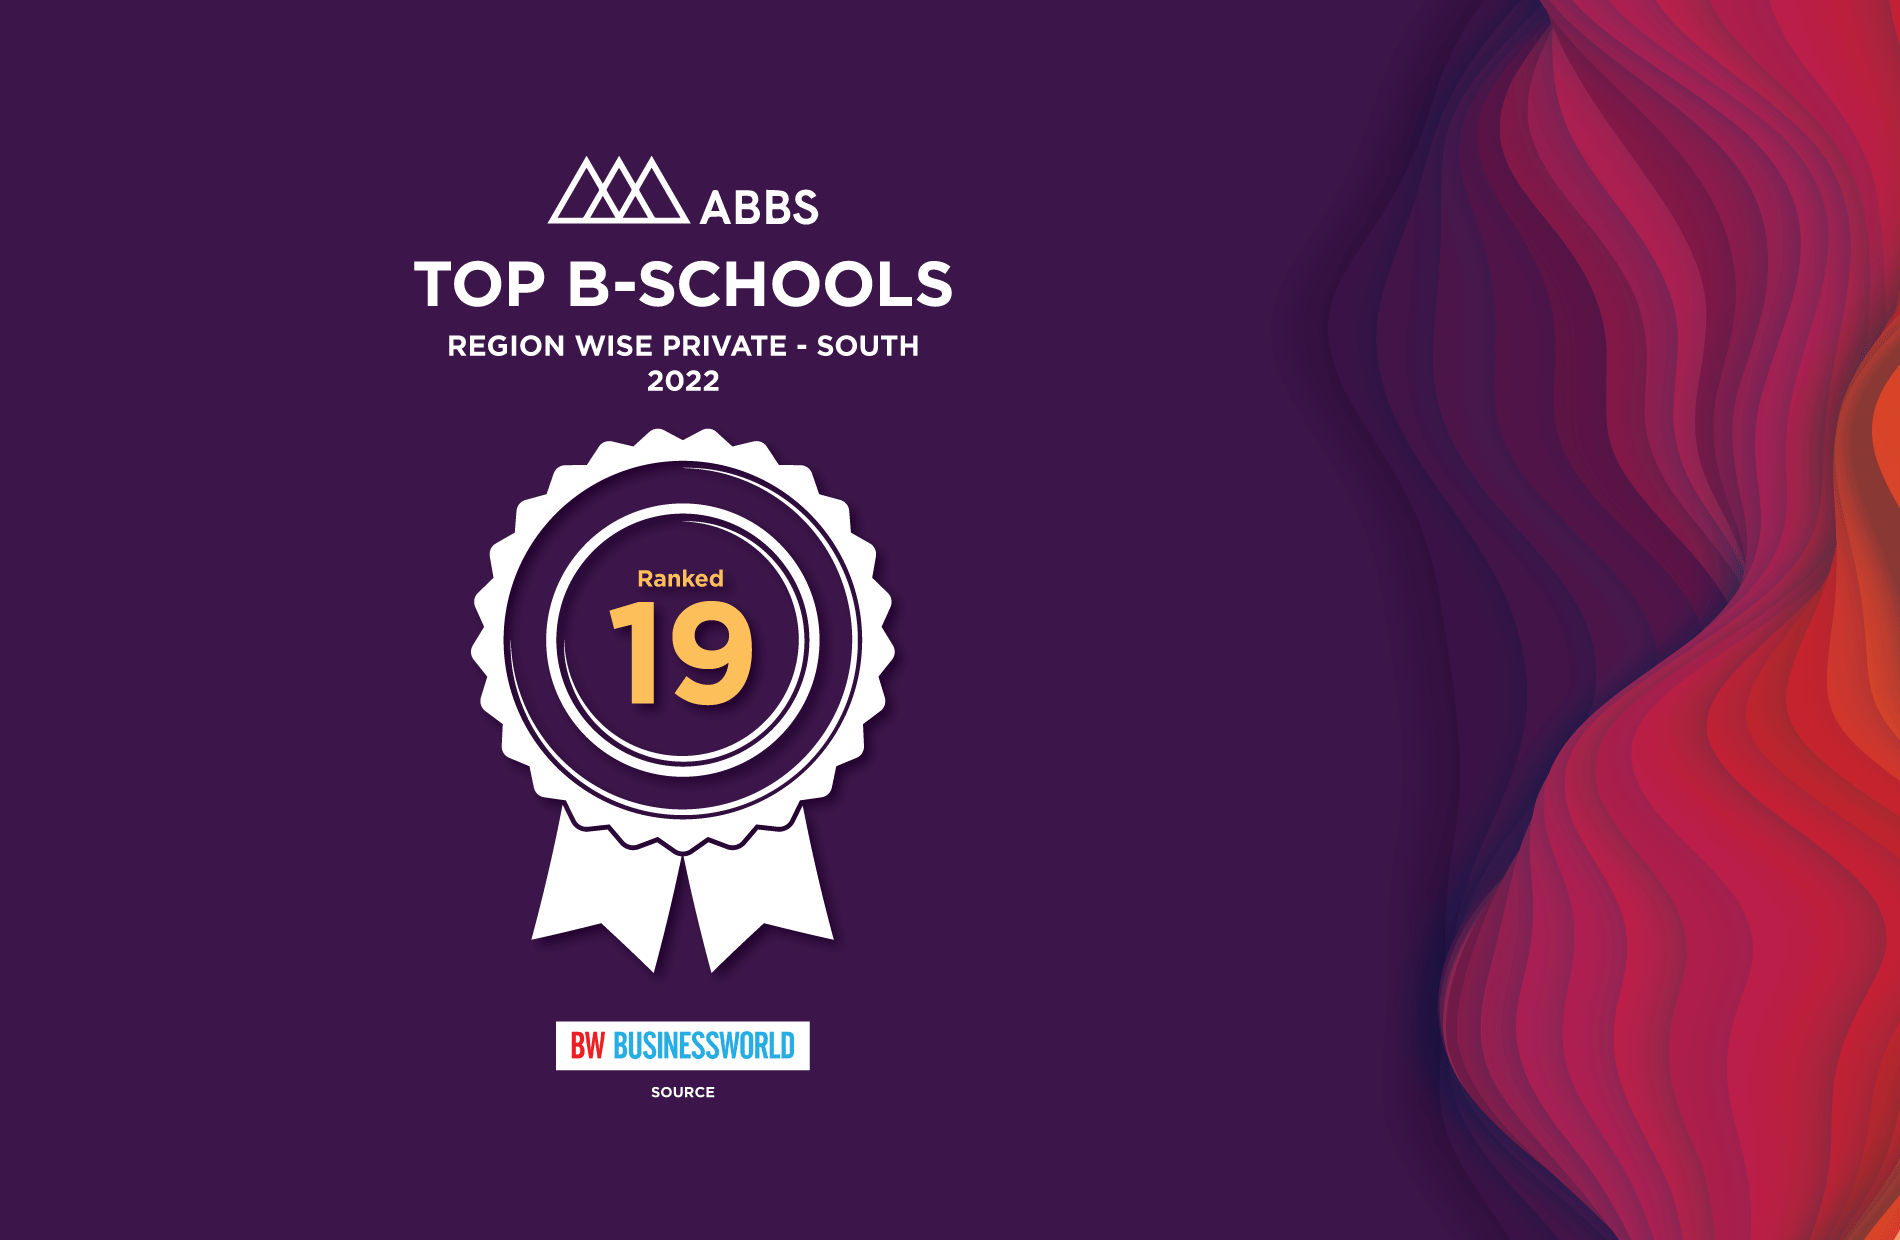 ABBS
TOP B-SCHOOLS
REGION WISE PRIVATE - SOUTH
2022
Ranked
19
BW BUSINESSWORLD
SOURCE